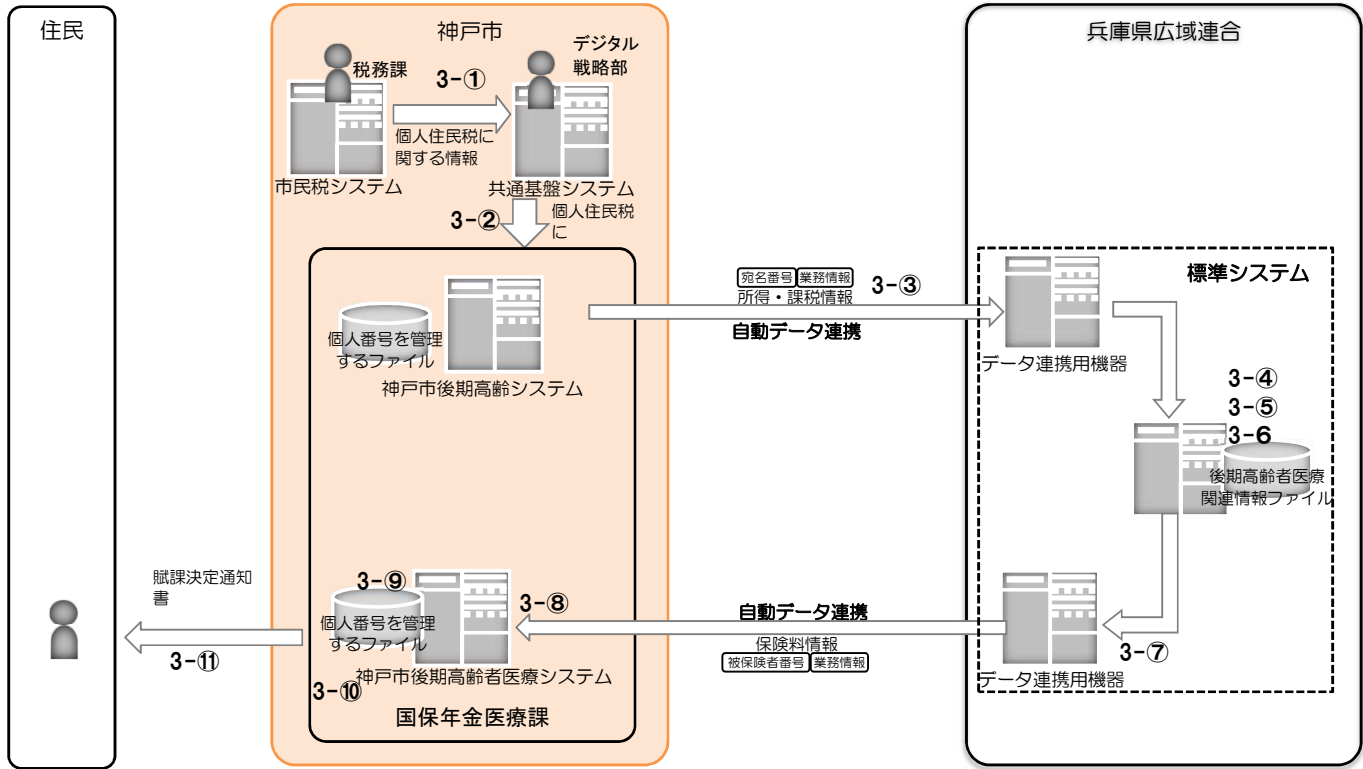 住民
神戸市
兵庫県広域連合
税務課
3-①
デジタル
戦略部
個人住民税に
関する情報
市民税システム
共通基盤システム
3-②
個人住民税
に
宛名番号 業務情報
所得・課税情報
3-③
自動データ連携
標準システム
データ連携用機器
個人番号を管理
するファイル
神戸市後期高齢システム
3-④
3-⑤
3-6
後期高齢者医療
関連情報ファイル
賦課決定通知
書
3-⑪
3-⑨
個人番号を管理
するファイル
3-⑧
神戸市後期高齢者医療システム
3-⑩
国保年金医療課
自動データ連携
保険料情報
被保険者番号 業務情報
3-⑦
データ連携用機器